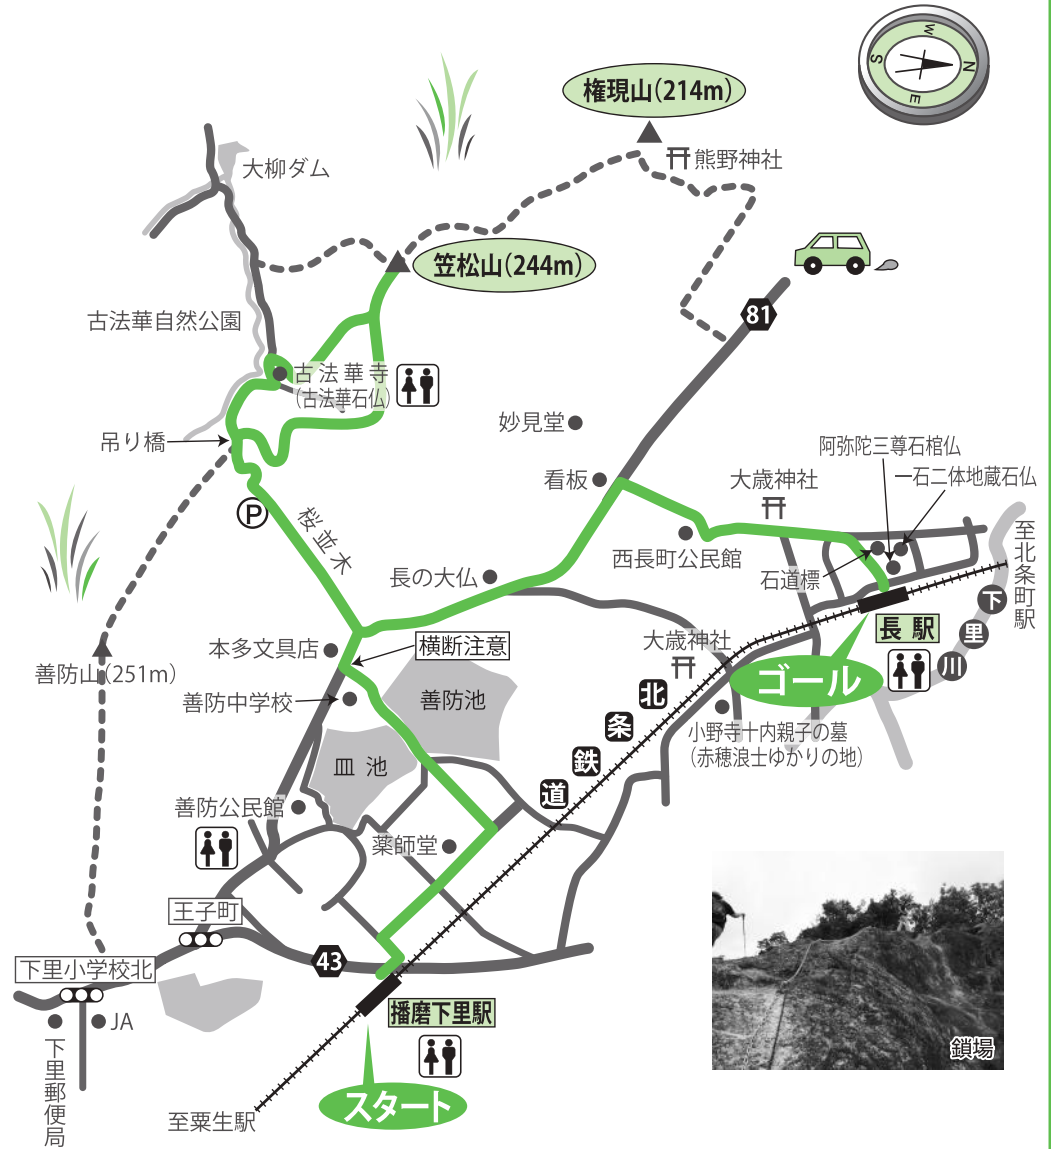 W
S
N
E
権現山(214m)
熊野神社
大柳ダム
笠松山(244m)
81
古法華自然公園
古法華寺
(古法華石仏)
妙見堂
吊り橋
看板
阿弥陀三尊石棺仏
一石二体地蔵石仏
大歳神社
P
桜並木
西長町公民館
石道標
至北条町駅
長の大仏
下里川
長駅
ゴール
本多文具店
横断注意
大歳神社
善防山(251m)
善防中学校
善防池
北条鉄道
小野寺十内親子の墓
(赤穂浪士ゆかりの地)
皿池
善防公民館
薬師堂
王子町
43
下里小学校北
JA
下里郵便局
播磨下里駅
スタート
至粟生駅
鎖場